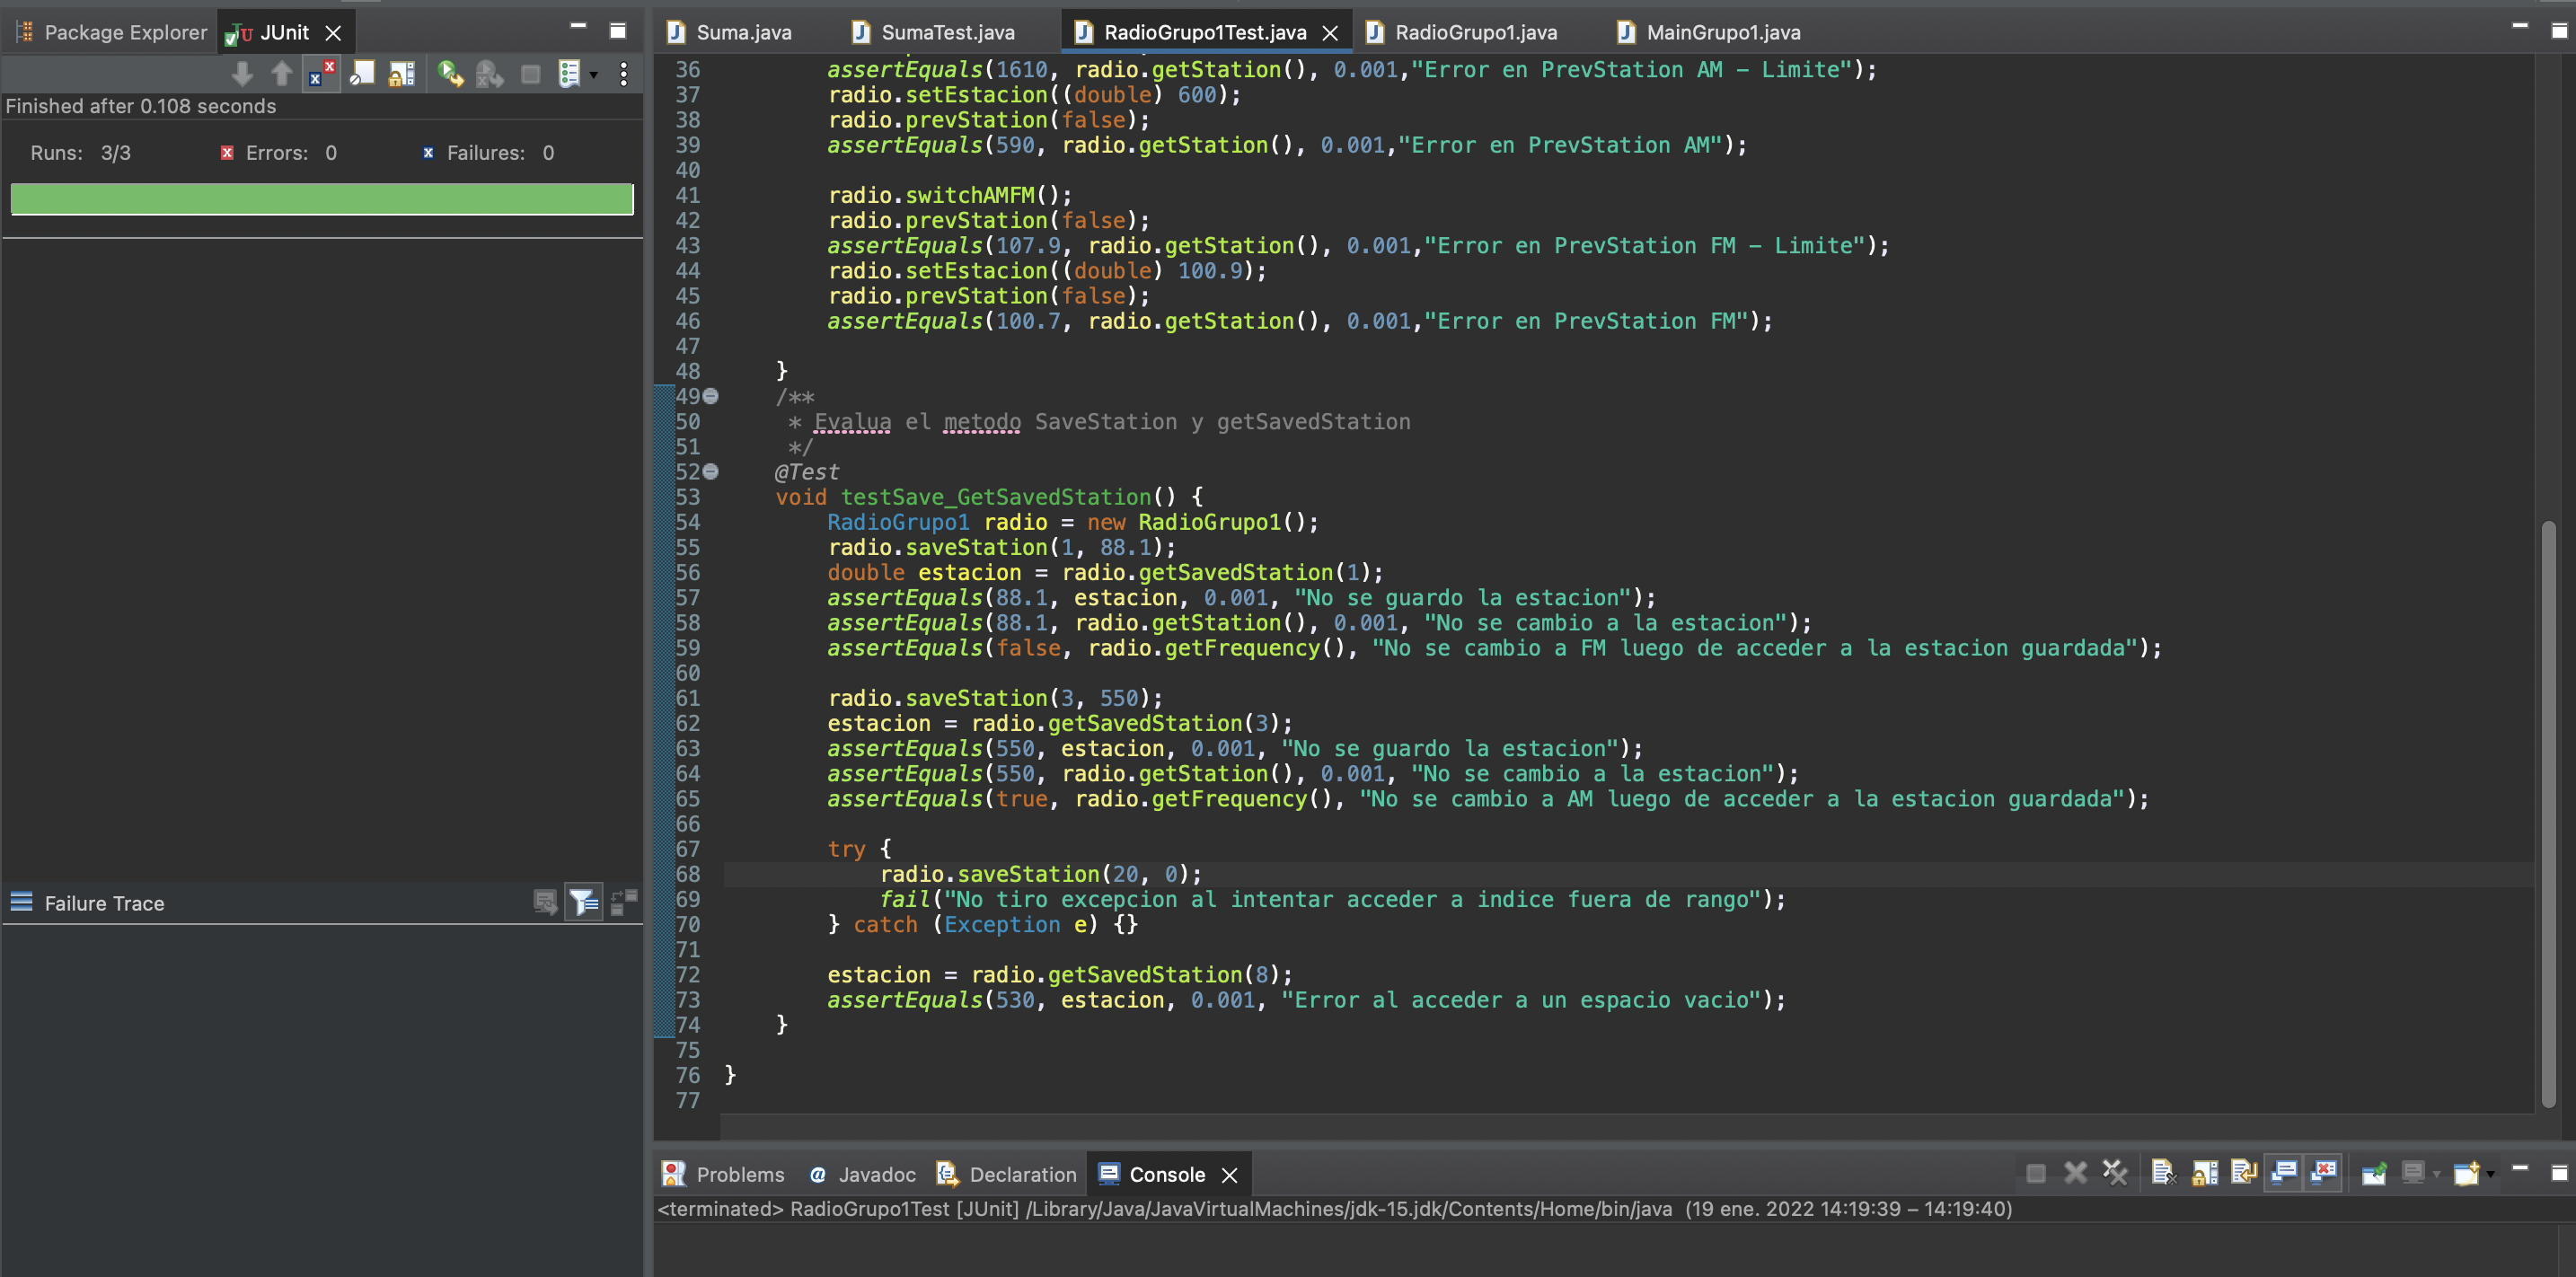 Package Explorer
JUnit
Finished after 0.108 seconds
Runs: 3/3 Errors: 0 Failures: 0
Failure Trace
Suma.java SumaTest.java RadioGrupo1Test.java RadioGrupo1.java MainGrupo1.java
36 assertEquals(1610, radio.getStation(), 0.001,"Error en PrevStation AM - Limite");
37 radio.setEstacion((double) 600);
38 radio.prevStation(false);
39 assertEquals(590, radio.getStation(), 0.001,"Error en PrevStation AM");
40
41 radio.switchAMFM();
42 radio.prevStation(false);
43 assertEquals(107.9, radio.getStation(), 0.001,"Error en PrevStation FM - Limite");
44 radio.setEstacion((double) 100.9);
45 radio.prevStation(false);
46 assertEquals(100.7, radio.getStation(), 0.001,"Error en PrevStation FM");
47
48 }
49 /**
50 * Evalua el metodo SaveStation y getSavedStation
51 */
52 @Test
53 void testSave_GetSavedStation() {
54 RadioGrupo1 radio = new RadioGrupo1();
55 radio.saveStation(1, 88.1);
56 double estacion = radio.getSavedStation(1);
57 assertEquals(88.1, estacion, 0.001, "No se guardo la estacion");
58 assertEquals(88.1, radio.getStation(), 0.001, "No se cambio a la estacion");
59 assertEquals(false, radio.getFrequency(), "No se cambio a FM luego de acceder a la estacion guardada");
60
61 radio.saveStation(3, 550);
62 estacion = radio.getSavedStation(3);
63 assertEquals(550, estacion, 0.001, "No se guardo la estacion");
64 assertEquals(550, radio.getStation(), 0.001, "No se cambio a la estacion");
65 assertEquals(true, radio.getFrequency(), "No se cambio a AM luego de acceder a la estacion guardada");
66
67 try {
68 radio.saveStation(20, 0);
69 fail("No tiro excepcion al intentar acceder a indice fuera de rango");
70 } catch (Exception e) {}
71
72 estacion = radio.getSavedStation(8);
73 assertEquals(530, estacion, 0.001, "Error al acceder a un espacio vacio");
74 }
75
76 }
77
Problems Javadoc Declaration Console
<terminated> RadioGrupo1Test [JUnit] /Library/Java/JavaVirtualMachines/jdk-15.jdk/Contents/Home/bin/java (19 ene. 2022 14:19:39 – 14:19:40)